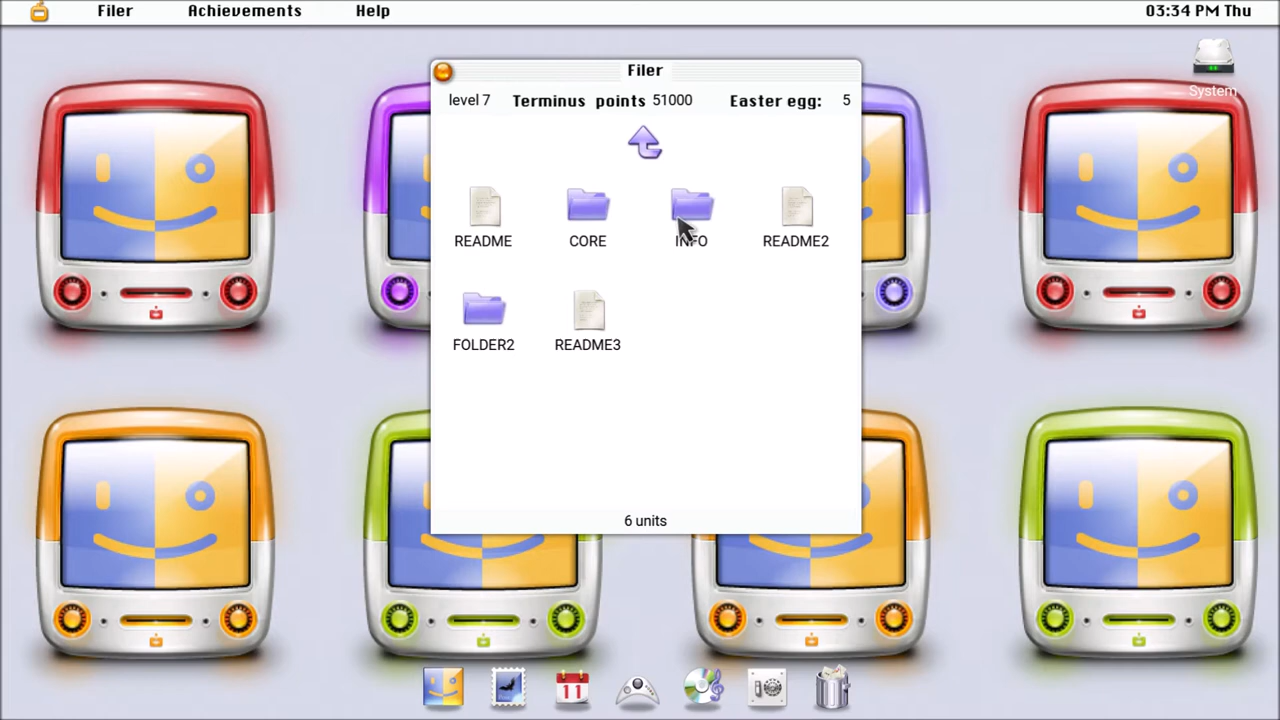 Filer Achievements Help 03:34 PM Thu
System
Filer
level 7 Terminus points 51000 Easter egg: 5
README CORE INFO README2
FOLDER2 README3
6 units
11